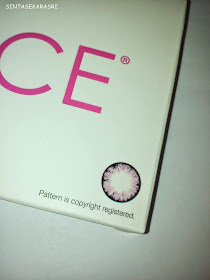 SINTASEKARASRI
CE®
Pattern is copyright registered.